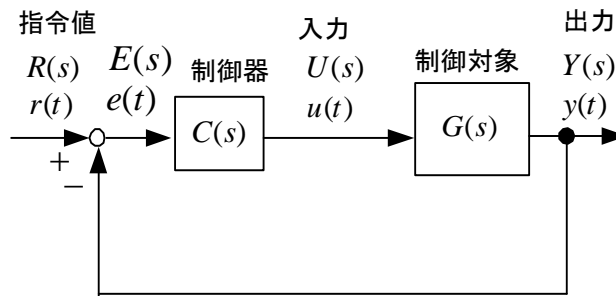 指令値
R(s)
r(t)
E(s)
e(t)
制御器
C(s)
入力
U(s)
u(t)
制御対象
G(s)
出力
Y(s)
y(t)
+
−